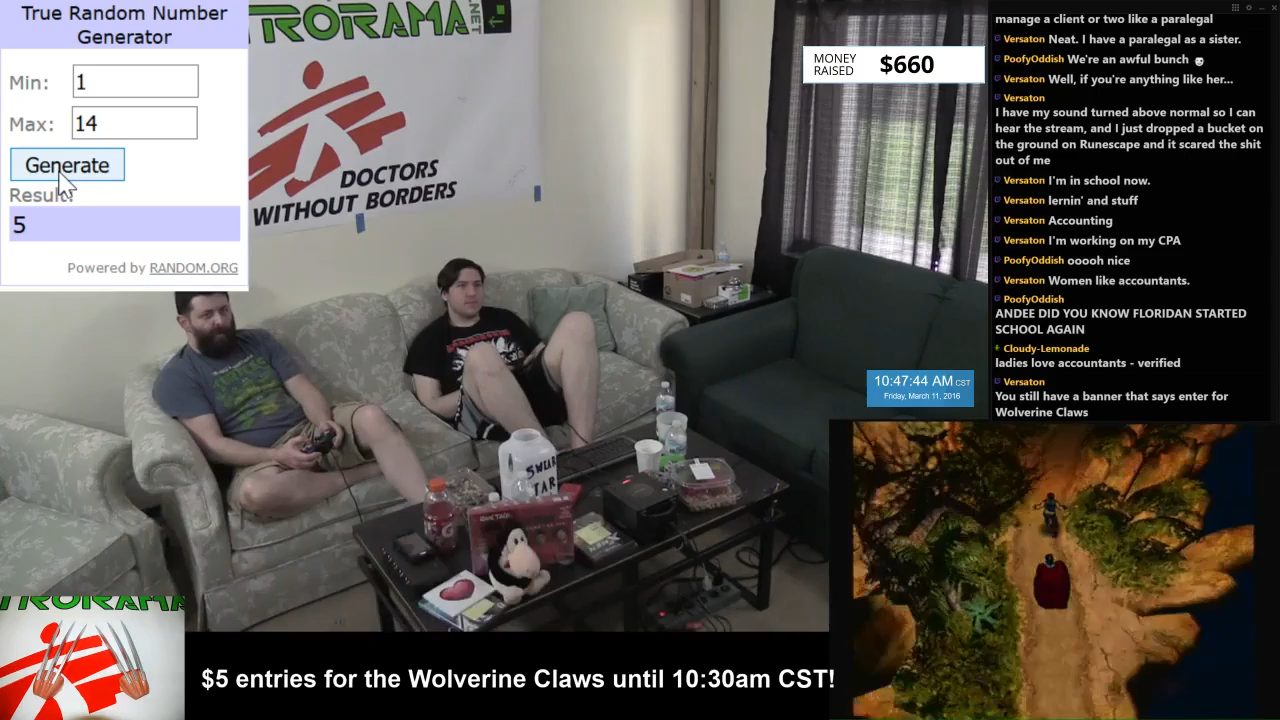 True Random Number
Generator
Min: 1
Max: 14
Generate
Result:
5
Powered by RANDOM.ORG
TRORAMA
.NET
DOCTORS
WITHOUT BORDERS
MONEY
RAISED
$660
manage a client or two like a paralegal
Versaton Neat. I have a paralegal as a sister.
PoofyOddish We're an awful bunch
Versaton Well, if you're anything like her...
Versaton
I have my sound turned above normal so I can
hear the stream, and I just dropped a bucket on
the ground on Runescape and it scared the shit
out of me
Versaton I'm in school now.
Versaton lernin' and stuff
Versaton Accounting
Versaton I'm working on my CPA
PoofyOddish ooooh nice
Versaton Women like accountants.
PoofyOddish
ANDEE DID YOU KNOW FLORIDAN STARTED
SCHOOL AGAIN
Cloudy-Lemonade
ladies love accountants - verified
Versaton
You still have a banner that says enter for
Wolverine Claws
10:47:44 AM CST
Friday, March 11, 2016
SWEAR
JAR
TRORAMA
$5 entries for the Wolverine Claws until 10:30am CST!